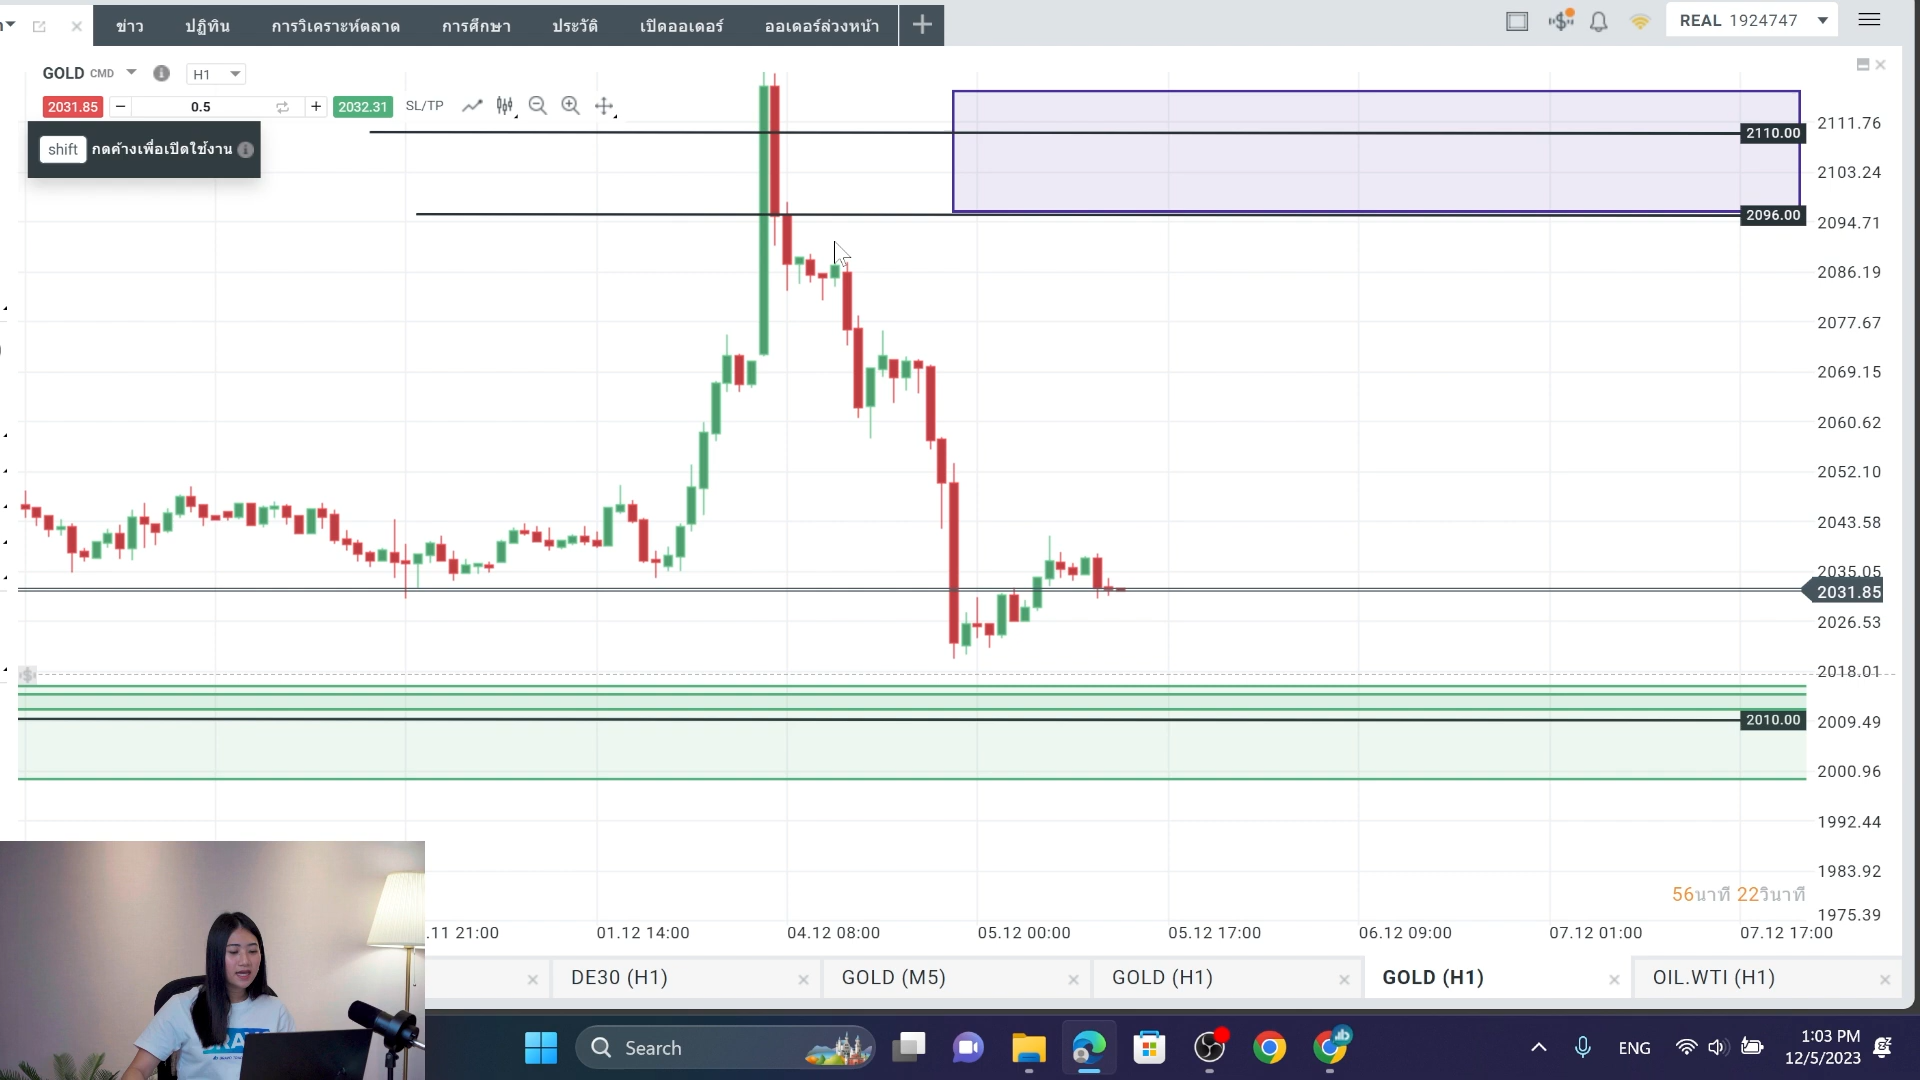 ข่าว
ปฏิทิน
การวิเคราะห์ตลาด
การศึกษา
ประวัติ
เปิดออเดอร์
ออเดอร์ล่วงหน้า
REAL 1924747
GOLD CMD
H1
2031.85
0.5
2032.31
SL/TP
shift กดค้างเพื่อเปิดใช้งาน
2110.00
2096.00
2010.00
2111.76
2103.24
2094.71
2086.19
2077.67
2069.15
2060.62
2052.10
2043.58
2035.05
2031.85
2026.53
2018.01
2009.49
2000.96
1992.44
1983.92
1975.39
56นาที 22วินาที
.11 21:00
01.12 14:00
04.12 08:00
05.12 00:00
05.12 17:00
06.12 09:00
07.12 01:00
07.12 17:00
DE30 (H1)
GOLD (M5)
GOLD (H1)
GOLD (H1)
OIL.WTI (H1)
Search
ENG
1:03 PM
12/5/2023